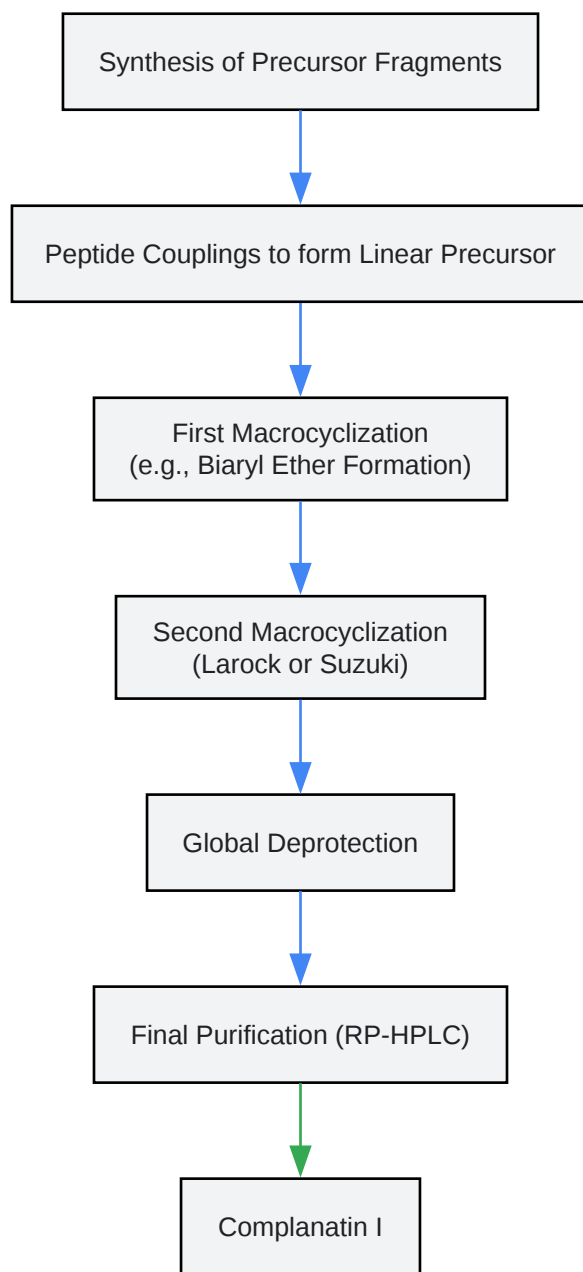 Synthesis of Precursor Fragments
Peptide Couplings to form Linear Precursor
First Macrocyclization
(e.g., Biaryl Ether Formation)
Second Macrocyclization
(Larock or Suzuki)
Global Deprotection
Final Purification (RP-HPLC)
Complanatin I